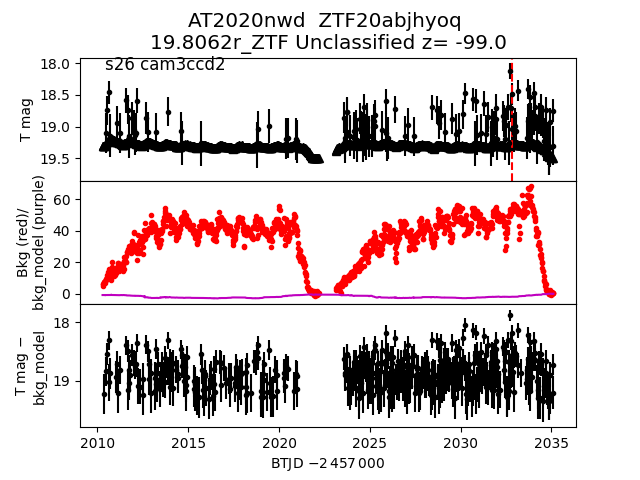 AT2020nwd  ZTF20abjhyoq
19.8062r_ZTF Unclassified z= -99.0
s26 cam3ccd2
T mag
18.0
18.5
19.0
19.5
Bkg (red)/
bkg_model (purple)
60
40
20
0
T mag −
bkg_model
18
19
2010
2015
2020
2025
2030
2035
BTJD −2 457 000